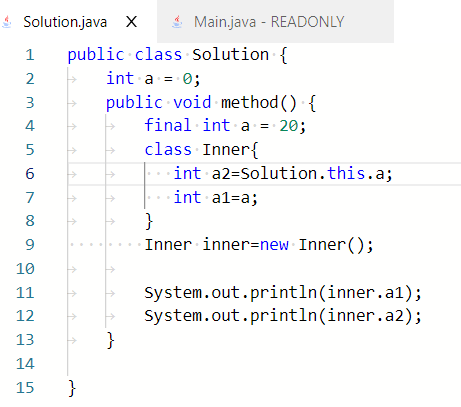 Solution.java X Main.java - READONLY
1 public class Solution {
2 int a = 0;
3 public void method() {
4 final int a = 20;
5 class Inner{
6 int a2=Solution.this.a;
7 int a1=a;
8 }
9 Inner inner=new Inner();
10
11 System.out.println(inner.a1);
12 System.out.println(inner.a2);
13 }
14
15 }